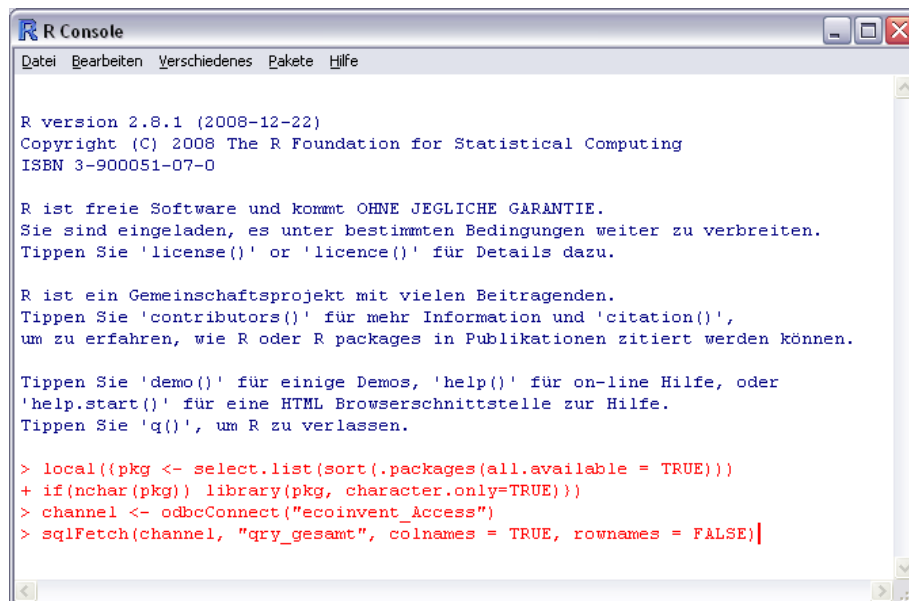 R Console
Datei Bearbeiten Verschiedenes Pakete Hilfe
R version 2.8.1 (2008-12-22)
Copyright (C) 2008 The R Foundation for Statistical Computing
ISBN 3-900051-07-0
R ist freie Software und kommt OHNE JEGLICHE GARANTIE.
Sie sind eingeladen, es unter bestimmten Bedingungen weiter zu verbreiten.
Tippen Sie 'license()' or 'licence()' für Details dazu.
R ist ein Gemeinschaftsprojekt mit vielen Beitragenden.
Tippen Sie 'contributors()' für mehr Information und 'citation()',
um zu erfahren, wie R oder R packages in Publikationen zitiert werden können.
Tippen Sie 'demo()' für einige Demos, 'help()' für on-line Hilfe, oder
'help.start()' für eine HTML Browserschnittstelle zur Hilfe.
Tippen Sie 'q()', um R zu verlassen.
> local({pkg <- select.list(sort(.packages(all.available = TRUE)))
+ if(nchar(pkg)) library(pkg, character.only=TRUE)})
> channel <- odbcConnect("ecoinvent_Access")
> sqlFetch(channel, "qry_gesamt", colnames = TRUE, rownames = FALSE)